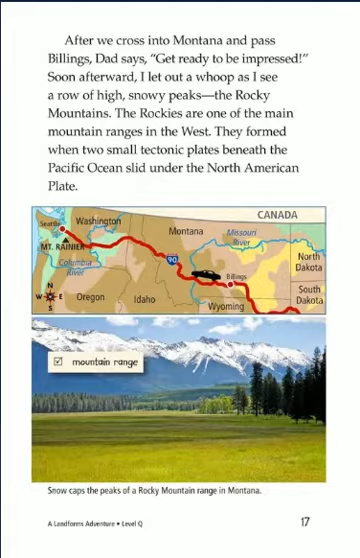 After we cross into Montana and pass
Billings, Dad says, “Get ready to be impressed!”
Soon afterward, I let out a whoop as I see
a row of high, snowy peaks—the Rocky
Mountains. The Rockies are one of the main
mountain ranges in the West. They formed
when two small tectonic plates beneath the
Pacific Ocean slid under the North American
Plate.
CANADA
Seattle
Washington
MT. RAINIER
Columbia
River
Montana
Missouri
River
90
Billings
North
Dakota
South
Dakota
N
W E
S
Oregon
Idaho
Wyoming
mountain range
Snow caps the peaks of a Rocky Mountain range in Montana.
A Landforms Adventure • Level Q
17